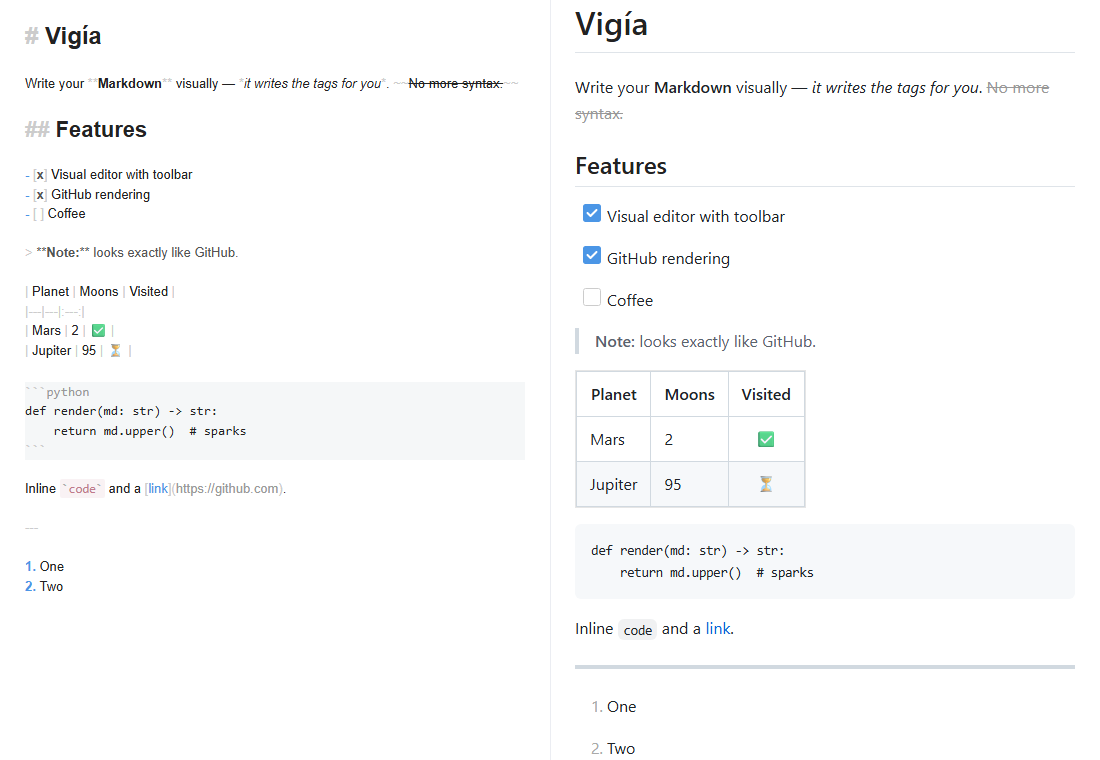 # Vigía
Write your **Markdown** visually — *it writes the tags for you*. ~~No more syntax.~~
## Features
- [x] Visual editor with toolbar
- [x] GitHub rendering
- [ ] Coffee
> **Note:** looks exactly like GitHub.
| Planet | Moons | Visited |
|---|---|:---:|
| Mars | 2 | ✅ |
| Jupiter | 95 | ⏳ |
```python
def render(md: str) -> str:
    return md.upper()  # sparks
```
Inline `code` and a [link](https://github.com).
---
1. One
2. Two
Vigía
Write your Markdown visually — it writes the tags for you. No more
syntax.
Features
Visual editor with toolbar
GitHub rendering
Coffee
Note: looks exactly like GitHub.
Planet Moons Visited
Mars 2 ✅
Jupiter 95 ⏳
def render(md: str) -> str:
    return md.upper()  # sparks
Inline code and a link.
1. One
2. Two